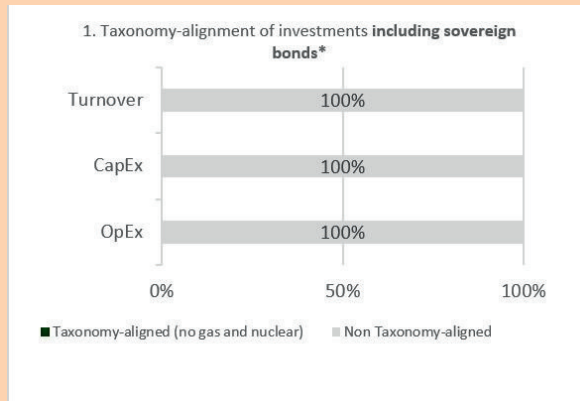 1. Taxonomy-alignment of investments including sovereign
bonds*
Turnover
100%
CapEx
100%
OpEx
100%
0%
50%
100%
Taxonomy-aligned (no gas and nuclear)
Non Taxonomy-aligned